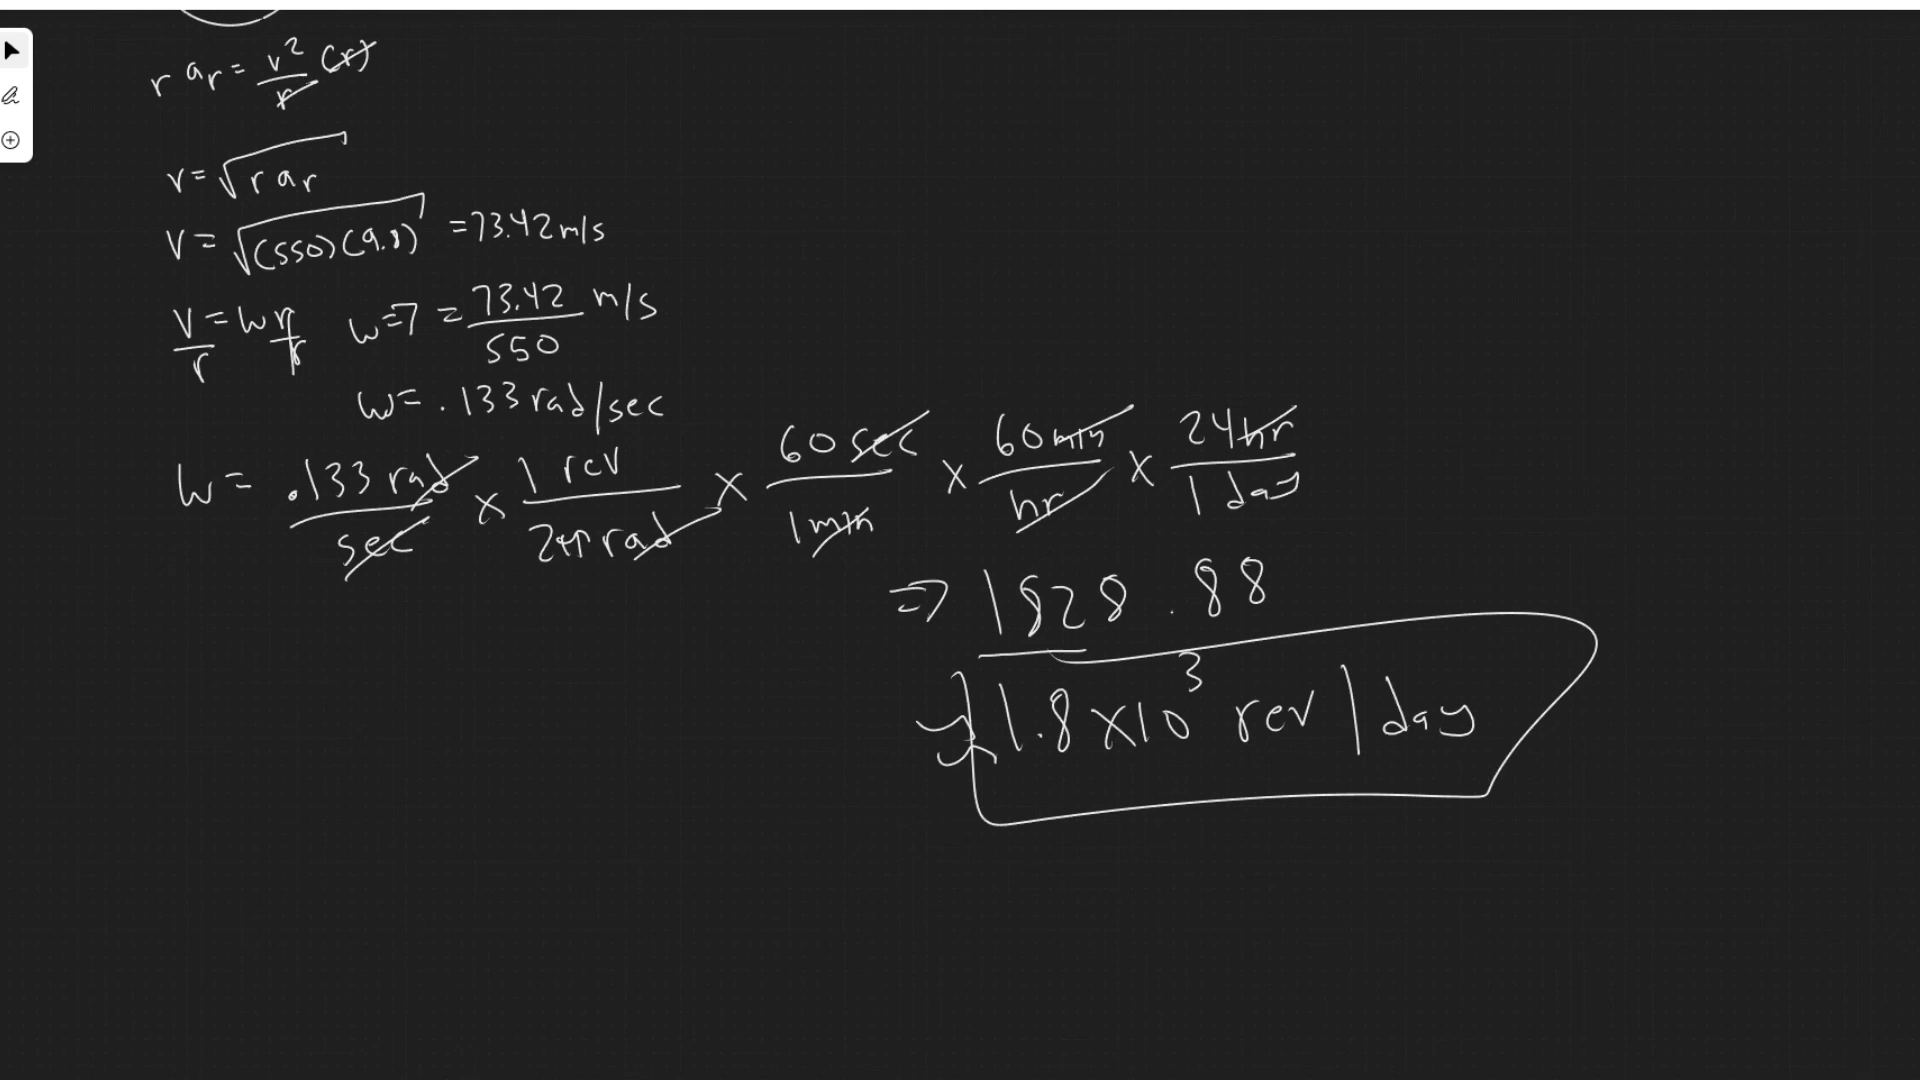 r a_r = v²/r (r)
v = √(r a_r)
v = √((550)(9.8)) = 73.42 m/s
v/r = wr/r w => = 73.42/550 m/s
w = .133 rad/sec
w = .133 rad/sec × 1 rev/2π rad × 60 sec/1 min × 60 min/hr × 24 hr/1 day
=> 1828.88
1.8 × 10³ rev/day